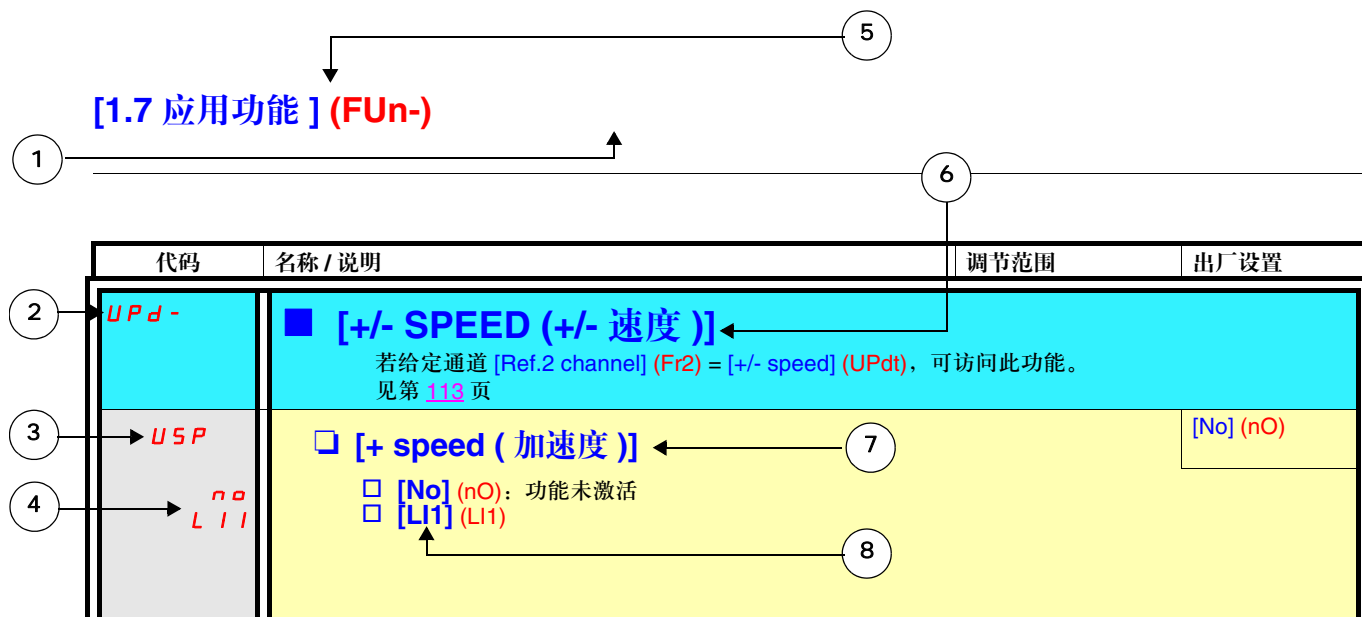 5
[1.7 应用功能 ] (FUn-)
1
6
代码 名称 / 说明 调节范围 出厂设置
2
UPd-
■ [+/- SPEED (+/- 速度 )]
若给定通道 [Ref.2 channel] (Fr2) = [+/- speed] (UPdt)，可访问此功能。
见第 113 页
3
USP
❏ [+ speed ( 加速度 )]
7
[No] (nO)
4
no
□ [No] (nO)：功能未激活
LI1
□ [LI1] (LI1)
8